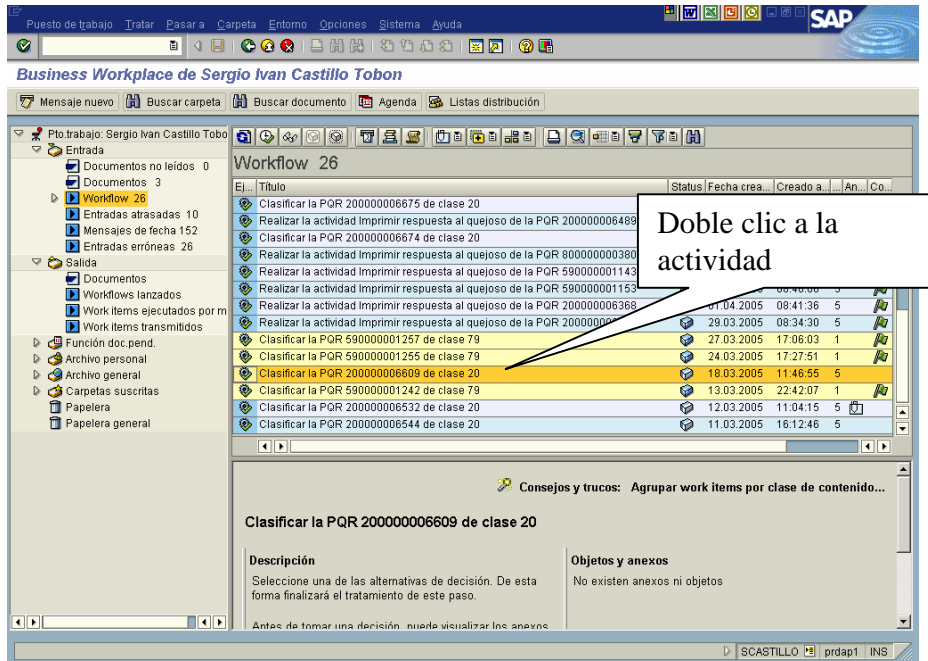 Puesto de trabajo Tratar Pasar a Carpeta Entorno Opciones Sistema Ayuda
SAP
Business Workplace de Sergio Ivan Castillo Tobon
Mensaje nuevo Buscar carpeta Buscar documento Agenda Listas distribución
Pto.trabajo: Sergio Ivan Castillo Tobo
Entrada
Documentos no leídos 0
Documentos 3
Workflow 26
Entradas atrasadas 10
Mensajes de fecha 152
Entradas erróneas 26
Salida
Documentos
Workflows lanzados
Work items ejecutados por m
Work items transmitidos
Función doc.pend.
Archivo personal
Archivo general
Carpetas suscritas
Papelera
Papelera general
Workflow 26
Ej... Título Status Fecha crea... Creado a... ... An... Co...
Clasificar la PQR 200000006675 de clase 20
Realizar la actividad Imprimir respuesta al quejoso de la PQR 200000006489
Clasificar la PQR 200000006674 de clase 20
Realizar la actividad Imprimir respuesta al quejoso de la PQR 800000000380
Realizar la actividad Imprimir respuesta al quejoso de la PQR 590000001143
Realizar la actividad Imprimir respuesta al quejoso de la PQR 590000001153
Realizar la actividad Imprimir respuesta al quejoso de la PQR 200000006368 01.04.2005 08:41:36 5
Realizar la actividad Imprimir respuesta al quejoso de la PQR 29.03.2005 08:34:30 5
Clasificar la PQR 590000001257 de clase 79 27.03.2005 17:06:03 1
Clasificar la PQR 590000001255 de clase 79 24.03.2005 17:27:51 1
Clasificar la PQR 200000006609 de clase 20 18.03.2005 11:46:55 5
Clasificar la PQR 590000001242 de clase 79 13.03.2005 22:42:07 1
Clasificar la PQR 200000006532 de clase 20 12.03.2005 11:04:15 5
Clasificar la PQR 200000006544 de clase 20 11.03.2005 16:12:46 5
Doble clic a la
actividad
Consejos y trucos: Agrupar work items por clase de contenido...
Clasificar la PQR 200000006609 de clase 20
Descripción
Seleccione una de las alternativas de decisión. De esta
forma finalizará el tratamiento de este paso.
Antes de tomar una decisión, puede visualizar los anexos
Objetos y anexos
No existen anexos ni objetos
SCASTILLO prdap1 INS